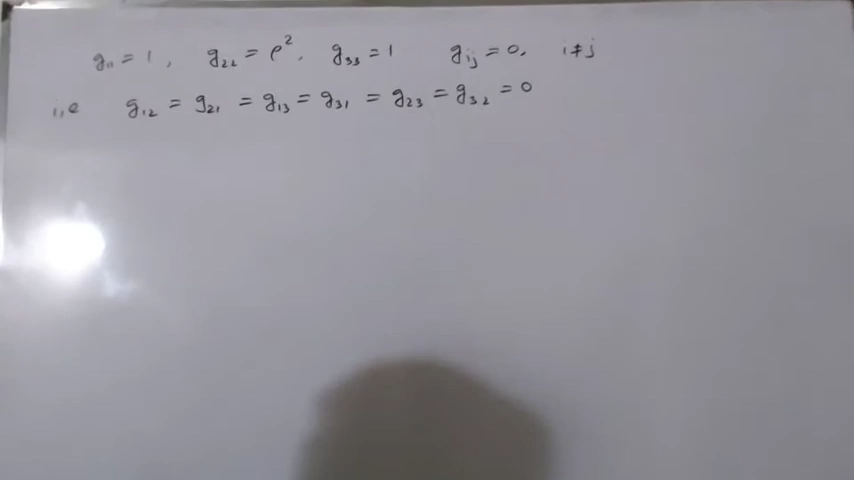 g₁₁ = 1, g₂₂ = ρ², g₃₃ = 1 gᵢⱼ = 0, i ≠ j
i,e g₁₂ = g₂₁ = g₁₃ = g₃₁ = g₂₃ = g₃₂ = 0